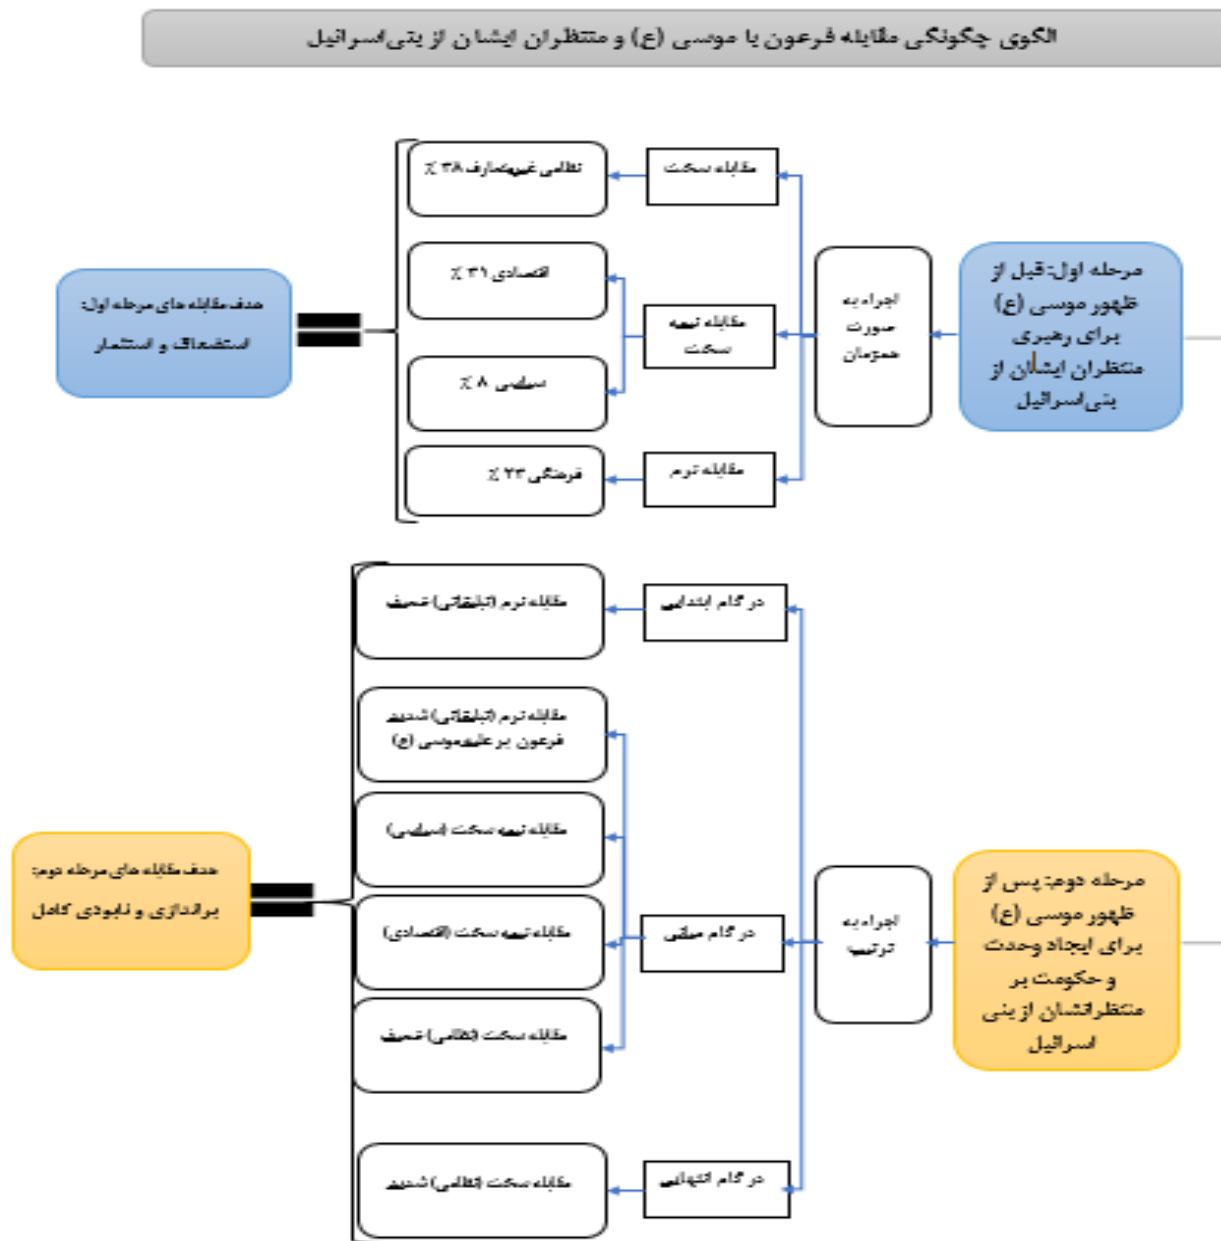 الگوی چگونگی مقابله فرعون با موسی (ع) و منتظران ایشان از بنی‌اسرائیل
مرحله اول: قبل از
ظهور موسی (ع)
برای رهبری
منتظران ایشان از
بنی‌اسرائیل
اجراء به
صورت
همزمان
مقابله سخت
نظامی غیرمتعارف ۳۸ %
مقابله نیمه
سخت
اقتصادی ۳۱ %
سیاسی ۸ %
مقابله نرم
فرهنگی ۲۳ %
هدف مقابله های مرحله اول:
استضعاف و استثمار
مرحله دوم: پس از
ظهور موسی (ع)
برای ایجاد وحدت
و حکومت بر
منتظرانشان از بنی
اسرائیل
اجراء به
ترتیب
در گام ابتدایی
مقابله نرم (تبلیغاتی) ضعیف
در گام میانی
مقابله نرم (تبلیغاتی) شدید
فرعون بر علیه موسی (ع)
مقابله نیمه سخت (سیاسی)
مقابله نیمه سخت (اقتصادی)
مقابله سخت (نظامی) ضعیف
در گام انتهایی
مقابله سخت (نظامی) شدید
هدف مقابله های مرحله دوم:
براندازی و نابودی کامل